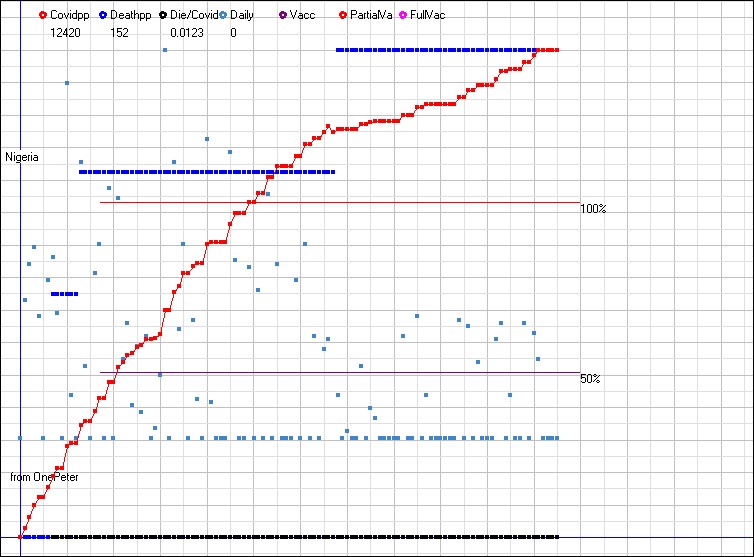 Covidpp Deathpp Die/Covid Daily Vacc PartialVa FullVac
12420 152 0.0123 0
Nigeria
100%
50%
from OnePeter